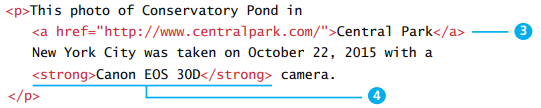 <p>This photo of Conservatory Pond in
<a href="http://www.centralpark.com/">Central Park</a> 3
New York City was taken on October 22, 2015 with a
<strong>Canon EOS 30D</strong> camera.
4
</p>